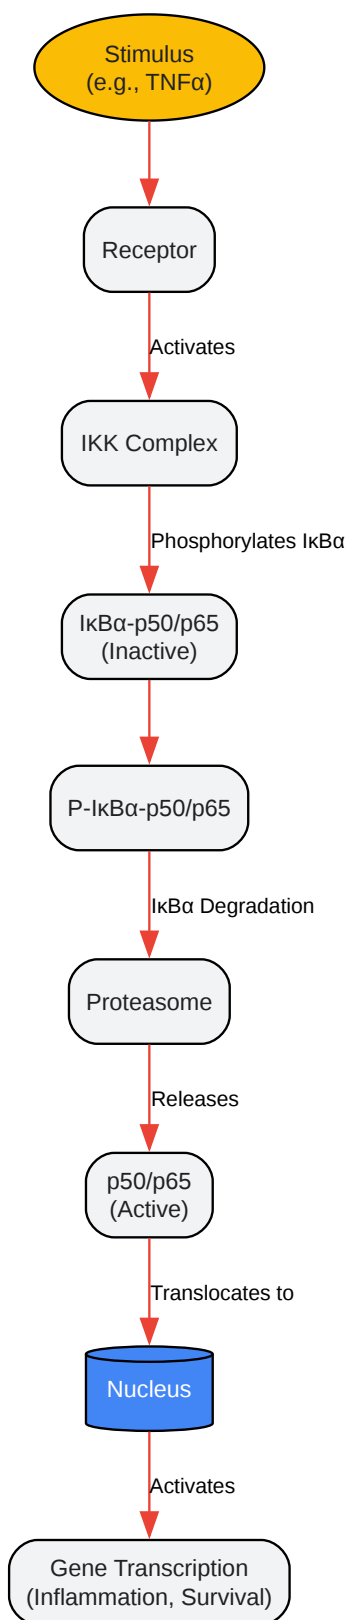 Stimulus
(e.g., TNFα)
Receptor
Activates
IKK Complex
Phosphorylates IκBα
IκBα-p50/p65
(Inactive)
P-IκBα-p50/p65
IκBα Degradation
Proteasome
Releases
p50/p65
(Active)
Translocates to
Nucleus
Activates
Gene Transcription
(Inflammation, Survival)